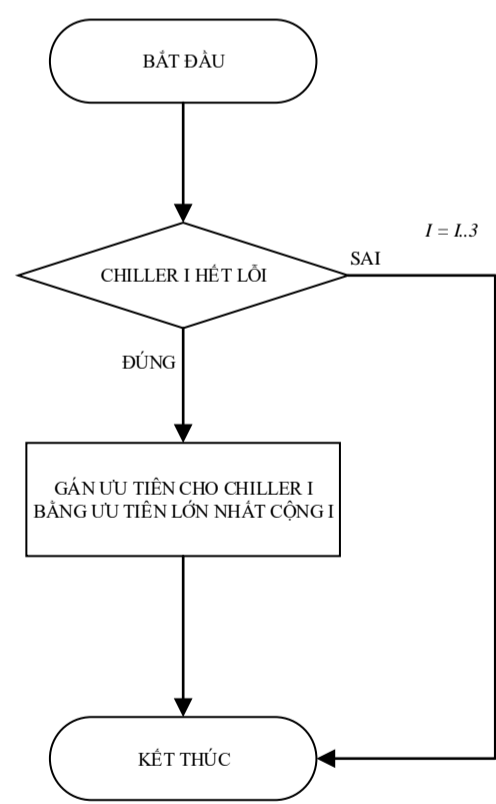 BẮT ĐẦU
I = I..3
SAI
CHILLER I HẾT LỖI
ĐÚNG
GÁN ƯU TIÊN CHO CHILLER I
BẰNG ƯU TIÊN LỚN NHẤT CỘNG I
KẾT THÚC